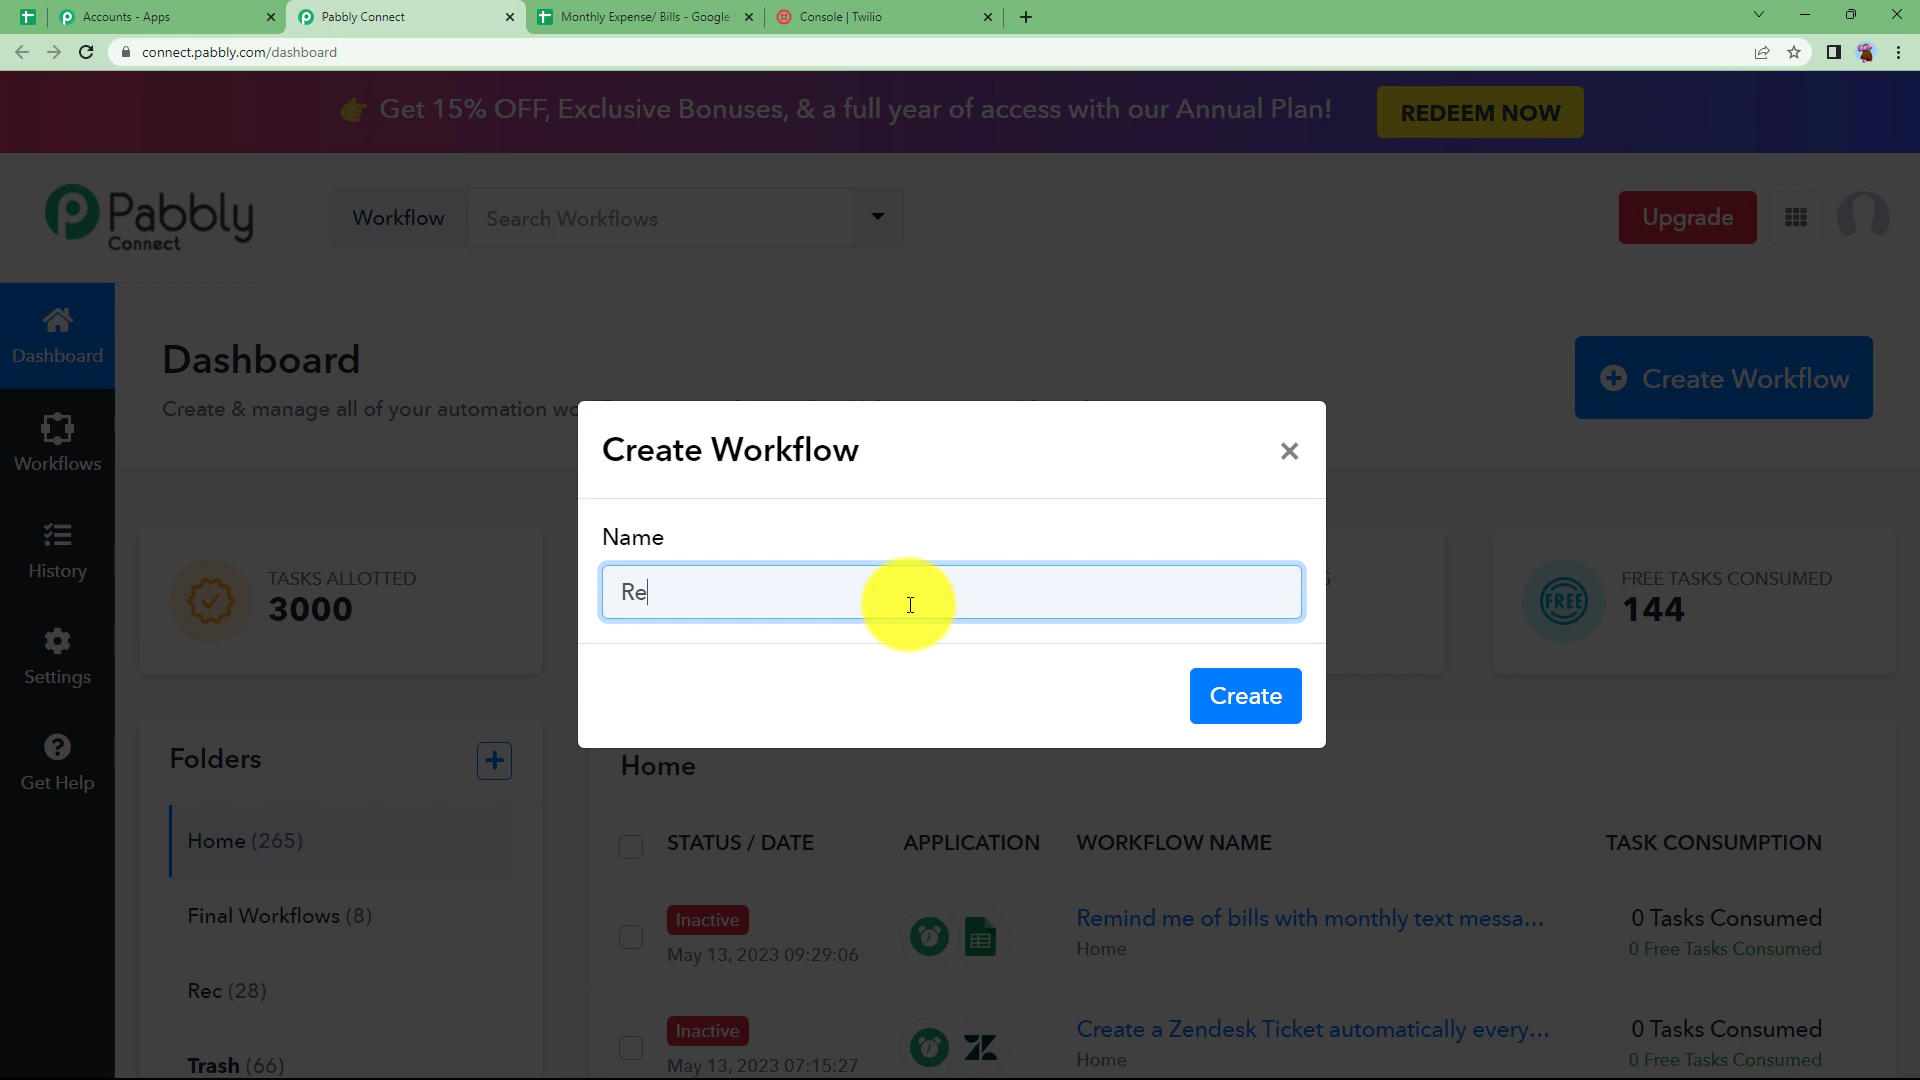 Accounts - Apps
Pabbly Connect
Monthly Expense/ Bills - Google
Console | Twilio
connect.pabbly.com/dashboard
Get 15% OFF, Exclusive Bonuses, & a full year of access with our Annual Plan!
REDEEM NOW
Pabbly
Connect
Workflow
Search Workflows
Upgrade
Dashboard
Workflows
History
Settings
Get Help
Dashboard
Create & manage all of your automation wo
Create Workflow
Create Workflow
Name
Re
Create
TASKS ALLOTTED
3000
FREE TASKS CONSUMED
FREE
144
Folders
Home (265)
Final Workflows (8)
Rec (28)
Trash (66)
Home
STATUS / DATE
APPLICATION
WORKFLOW NAME
TASK CONSUMPTION
Inactive
May 13, 2023 09:29:06
Remind me of bills with monthly text messa...
Home
0 Tasks Consumed
0 Free Tasks Consumed
Inactive
May 13, 2023 07:15:27
Create a Zendesk Ticket automatically every...
Home
0 Tasks Consumed
0 Free Tasks Consumed